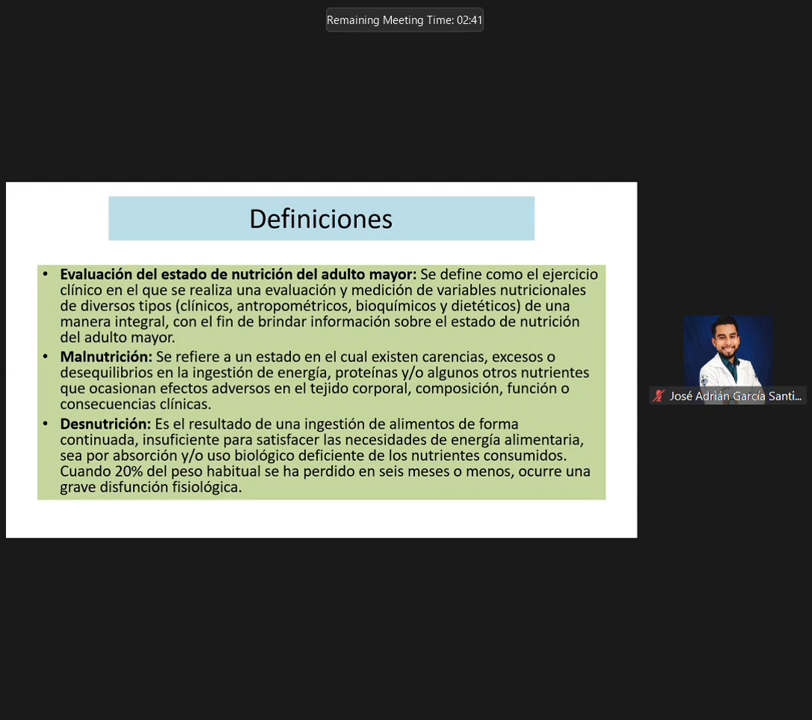 Remaining Meeting Time: 02:41
Definiciones
• Evaluación del estado de nutrición del adulto mayor: Se define como el ejercicio
clínico en el que se realiza una evaluación y medición de variables nutricionales
de diversos tipos (clínicos, antropométricos, bioquímicos y dietéticos) de una
manera integral, con el fin de brindar información sobre el estado de nutrición
del adulto mayor.
• Malnutrición: Se refiere a un estado en el cual existen carencias, excesos o
desequilibrios en la ingestión de energía, proteínas y/o algunos otros nutrientes
que ocasionan efectos adversos en el tejido corporal, composición, función o
consecuencias clínicas.
• Desnutrición: Es el resultado de una ingestión de alimentos de forma
continuada, insuficiente para satisfacer las necesidades de energía alimentaria,
sea por absorción y/o uso biológico deficiente de los nutrientes consumidos.
Cuando 20% del peso habitual se ha perdido en seis meses o menos, ocurre una
grave disfunción fisiológica.
José Adrián García Santi...